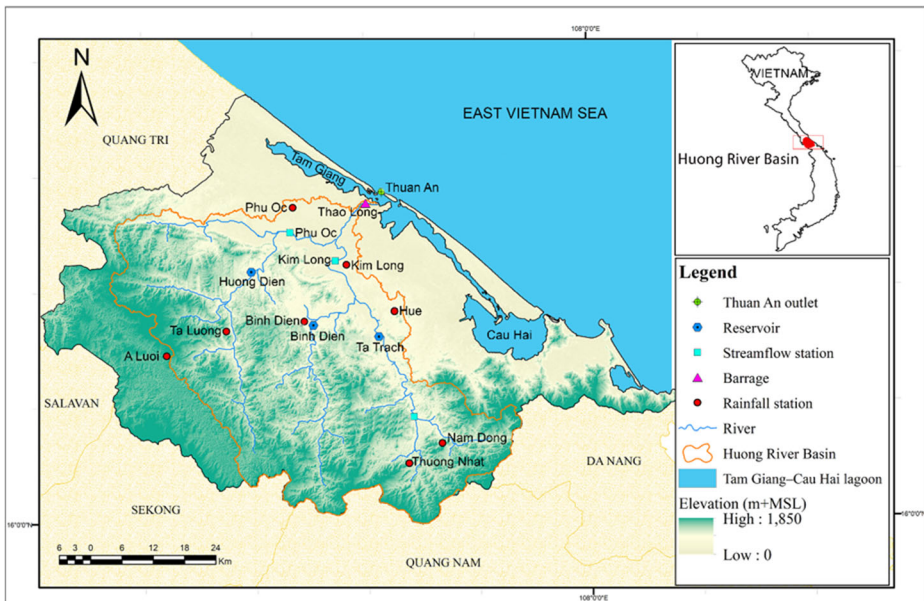 108°0'0"E
N
QUANG TRI
EAST VIETNAM SEA
Tam Giang
Thuan An
Phu Oc
Thao Long
Phu Oc
Kim Long
Kim Long
Huong Dien
Binh Dien
Hue
Ta Luong
Binh Dien
Ta Trach
Cau Hai
A Luoi
SALAVAN
Nam Dong
Thuong Nhat
DA NANG
SEKONG
QUANG NAM
16°0'0"N
16°0'0"N
6 3 0 6 12 18 24
Km
108°0'0"E
VIETNAM
Huong River Basin
Legend
Thuan An outlet
Reservoir
Streamflow station
Barrage
Rainfall station
River
Huong River Basin
Tam Giang–Cau Hai lagoon
Elevation (m+MSL)
High : 1,850
Low : 0